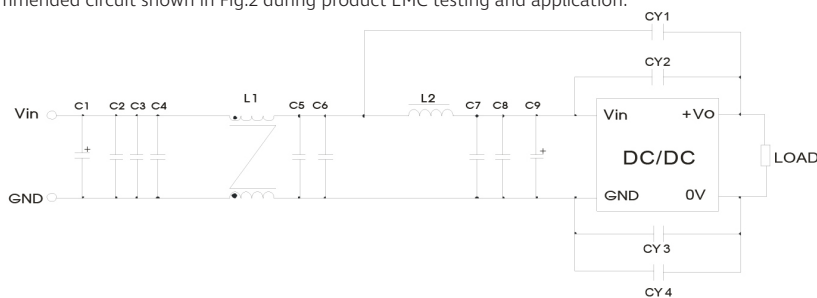 mmended circuit shown in Fig.2 during product EMC testing and application.
CY1
CY2
C1 C2 C3 C4 L1 C5 C6 L2 C7 C8 C9
Vin Vin +Vo
DC/DC LOAD
GND GND 0V
CY3
CY4